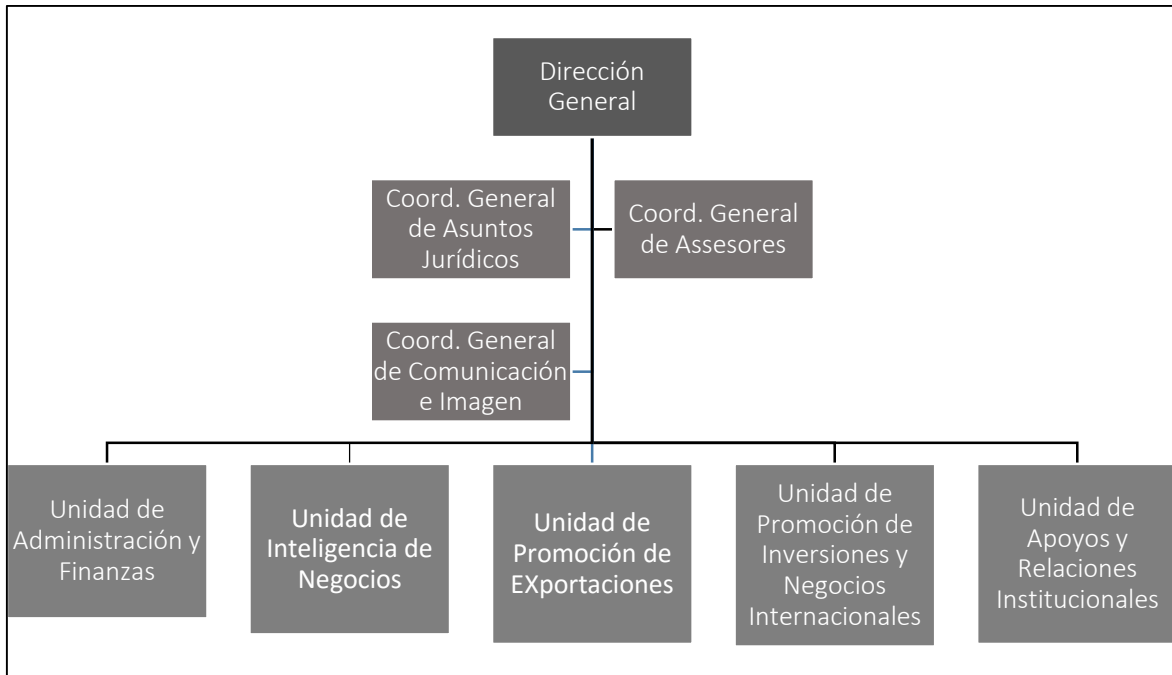 Dirección
General
Coord. General
de Asuntos
Jurídicos
Coord. General
de Assesores
Coord. General
de Comunicación
e Imagen
Unidad de
Administración y
Finanzas
Unidad de
Inteligencia de
Negocios
Unidad de
Promoción de
EXportaciones
Unidad de
Promoción de
Inversiones y
Negocios
Internacionales
Unidad de
Apoyos y
Relaciones
Institucionales